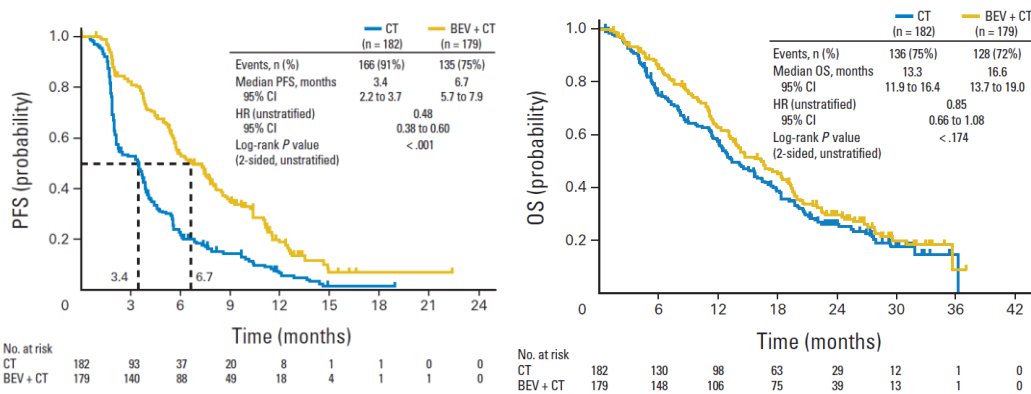 CT BEV + CT
(n = 182) (n = 179)
Events, n (%) 166 (91%) 135 (75%)
Median PFS, months 3.4 6.7
95% CI 2.2 to 3.7 5.7 to 7.9
HR (unstratified) 0.48
95% CI 0.38 to 0.60
Log-rank P value < .001
(2-sided, unstratified)
PFS (probability)
1.0
0.8
0.6
0.4
0.2
3.4 6.7
0 3 6 9 12 15 18 21 24
Time (months)
No. at risk
CT 182 93 37 20 8 1 1 0 0
BEV + CT 179 140 88 49 18 4 1 1 0
CT BEV + CT
(n = 182) (n = 179)
Events, n (%) 136 (75%) 128 (72%)
Median OS, months 13.3 16.6
95% CI 11.9 to 16.4 13.7 to 19.0
HR (unstratified) 0.85
95% CI 0.66 to 1.08
Log-rank P value < .174
(2-sided, unstratified)
OS (probability)
1.0
0.8
0.6
0.4
0.2
0 6 12 18 24 30 36 42
Time (months)
No. at risk
CT 182 130 98 63 29 12 1 0
BEV + CT 179 148 106 75 39 13 1 0